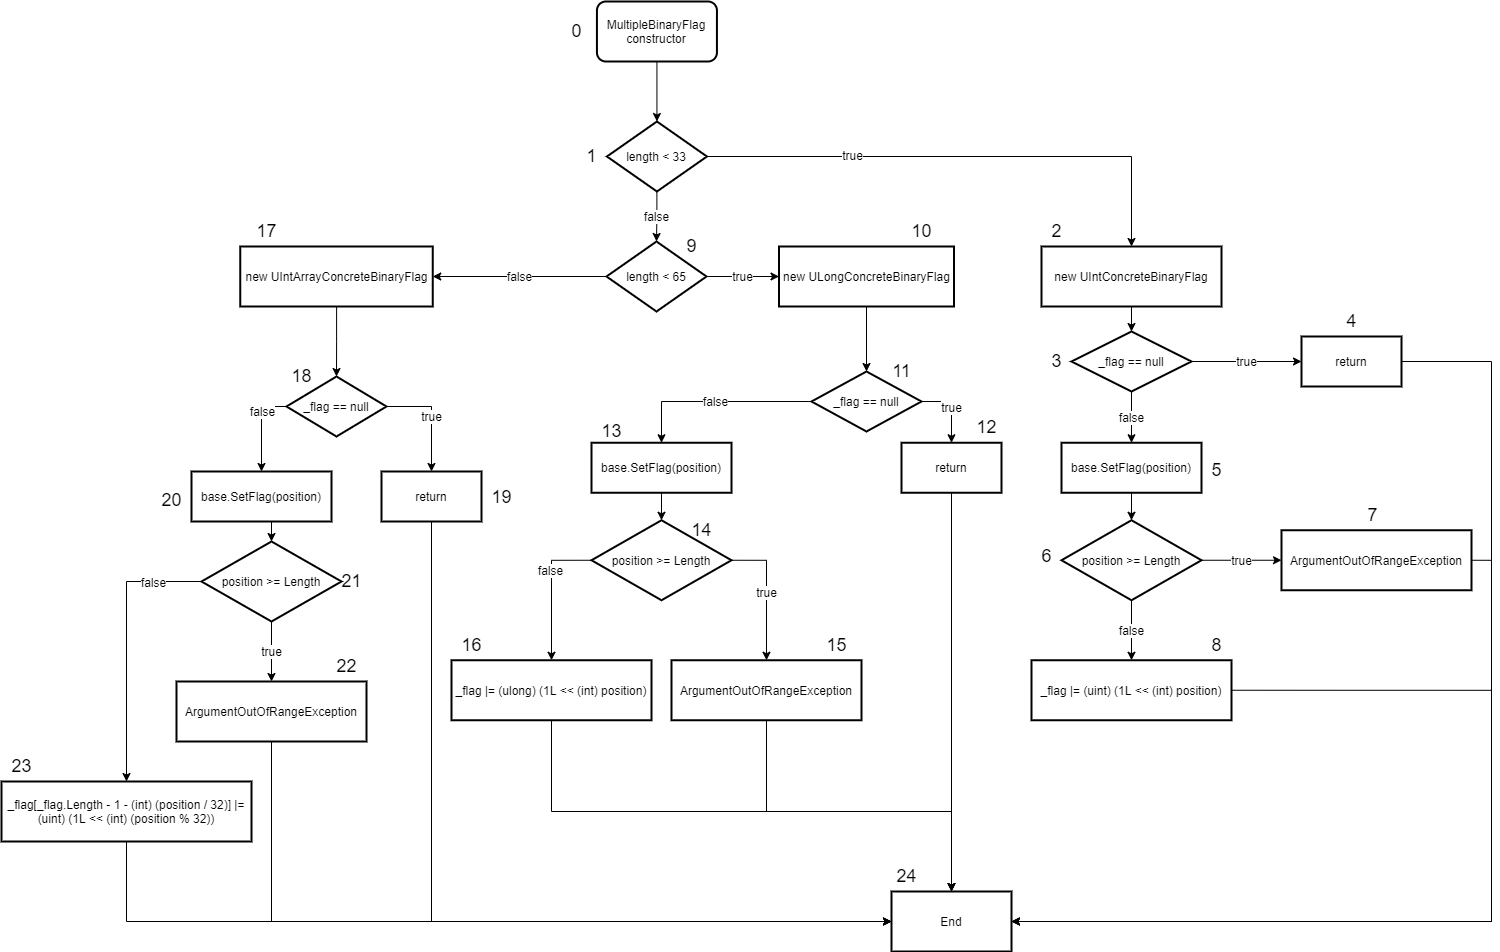 0
MultipleBinaryFlag
constructor
1
length < 33
true
false
17
new UIntArrayConcreteBinaryFlag
false
9
length < 65
true
10
new ULongConcreteBinaryFlag
2
new UIntConcreteBinaryFlag
3
_flag == null
true
4
return
false
18
_flag == null
false
true
11
_flag == null
false
true
13
base.SetFlag(position)
12
return
base.SetFlag(position)
5
20
base.SetFlag(position)
return
19
14
position >= Length
false
true
6
position >= Length
true
7
ArgumentOutOfRangeException
false
position >= Length
21
false
true
22
ArgumentOutOfRangeException
16
_flag |= (ulong) (1L << (int) position)
15
ArgumentOutOfRangeException
8
_flag |= (uint) (1L << (int) position)
23
_flag[_flag.Length - 1 - (int) (position / 32)] |=
(uint) (1L << (int) (position % 32))
24
End